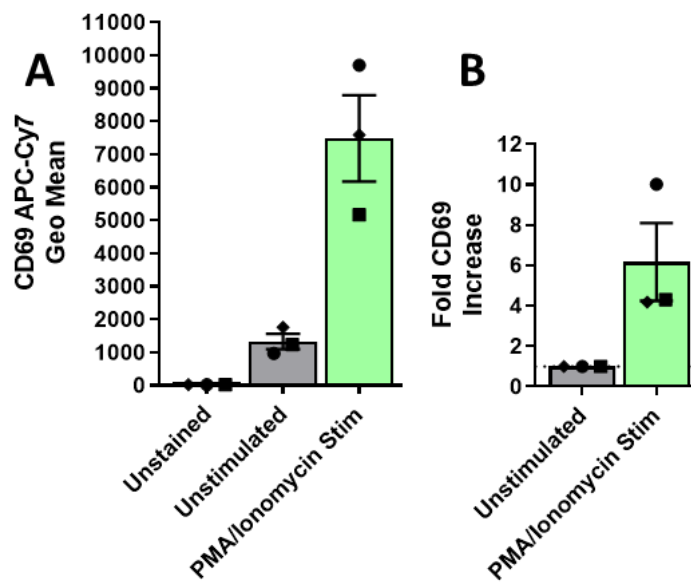 A
CD69 APC-Cy7
Geo Mean
11000
10000
9000
8000
7000
6000
5000
4000
3000
2000
1000
0
Unstained
Unstimulated
PMA/Ionomycin Stim
B
Fold CD69
Increase
12
10
8
6
4
2
0
Unstimulated
PMA/Ionomycin Stim